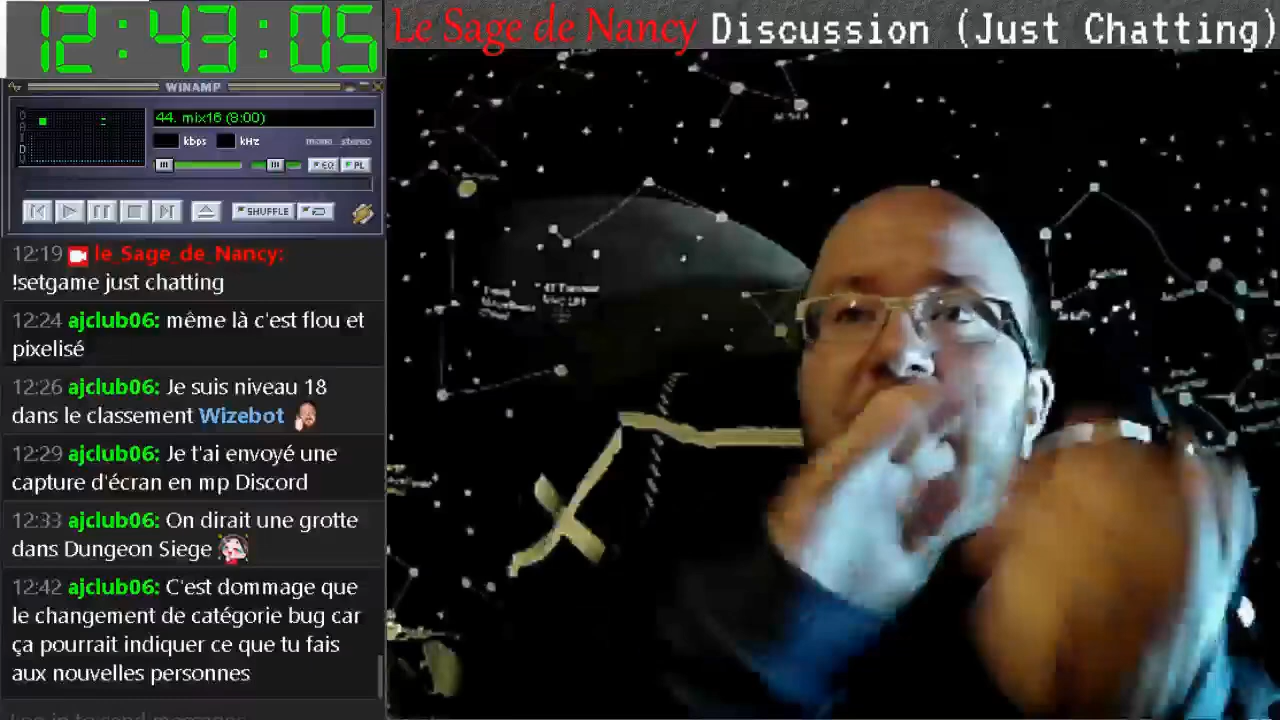 12:43:05
Le Sage de Nancy Discussion (Just Chatting)
WINAMP
44. mix16 (8:00)
kbps kHz mono stereo
EQ PL
SHUFFLE
12:19 le_Sage_de_Nancy:
!setgame just chatting
12:24 ajclub06: même là c'est flou et
pixelisé
12:26 ajclub06: Je suis niveau 18
dans le classement Wizebot
12:29 ajclub06: Je t'ai envoyé une
capture d'écran en mp Discord
12:33 ajclub06: On dirait une grotte
dans Dungeon Siege
12:42 ajclub06: C'est dommage que
le changement de catégorie bug car
ça pourrait indiquer ce que tu fais
aux nouvelles personnes